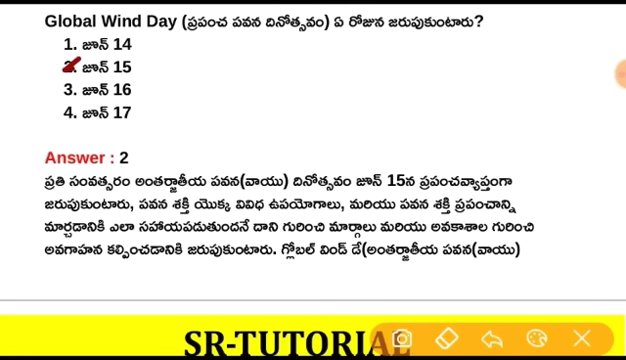 Global Wind Day (ప్రపంచ పవన దినోత్సవం) ఏ రోజున జరుపుకుంటారు?
1. జూన్ 14
2. జూన్ 15
3. జూన్ 16
4. జూన్ 17
Answer : 2
ప్రతి సంవత్సరం అంతర్జాతీయ పవన(వాయు) దినోత్సవం జూన్ 15న ప్రపంచవ్యాప్తంగా
జరుపుకుంటారు, పవన శక్తి యొక్క వివిధ ఉపయోగాలు, మరియు పవన శక్తి ప్రపంచాన్ని
మార్చడానికి ఎలా సహాయపడుతుందనే దాని గురించి మార్గాలు మరియు అవకాశాల గురించి
అవగాహన కల్పించడానికి జరుపుకుంటారు. గ్లోబల్ విండ్ డే(అంతర్జాతీయ పవన(వాయు)
SR-TUTORIAL